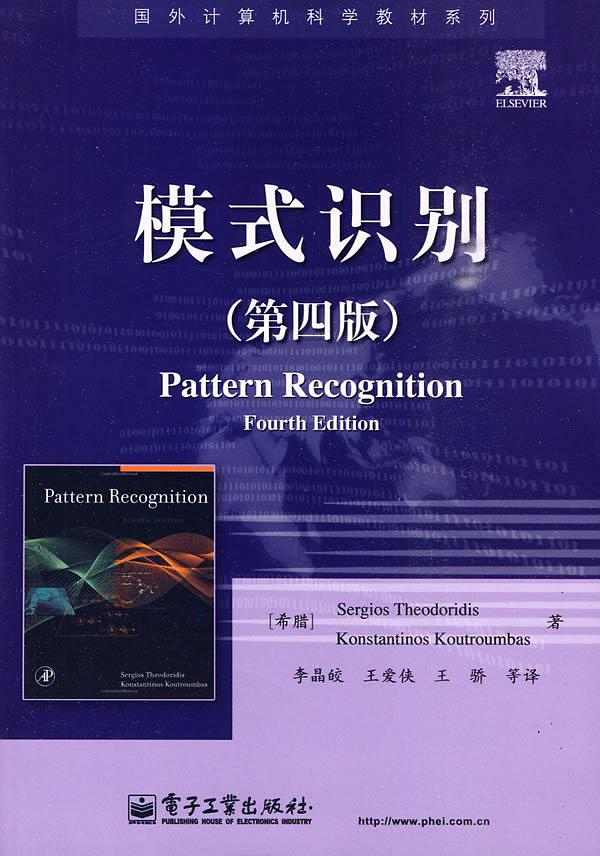 国外计算机科学教材系列
ELSEVIER
模式识别
（第四版）
Pattern Recognition
Fourth Edition
Pattern Recognition
FOURTH EDITION
Sergios Theodoridis
Konstantinos Koutroumbas
AP
[希腊] Sergios Theodoridis
Konstantinos Koutroumbas 著
李晶皎 王爱侠 王 骄 等译
電子工業出版社·
PUBLISHING HOUSE OF ELECTRONICS INDUSTRY
http://www.phei.com.cn